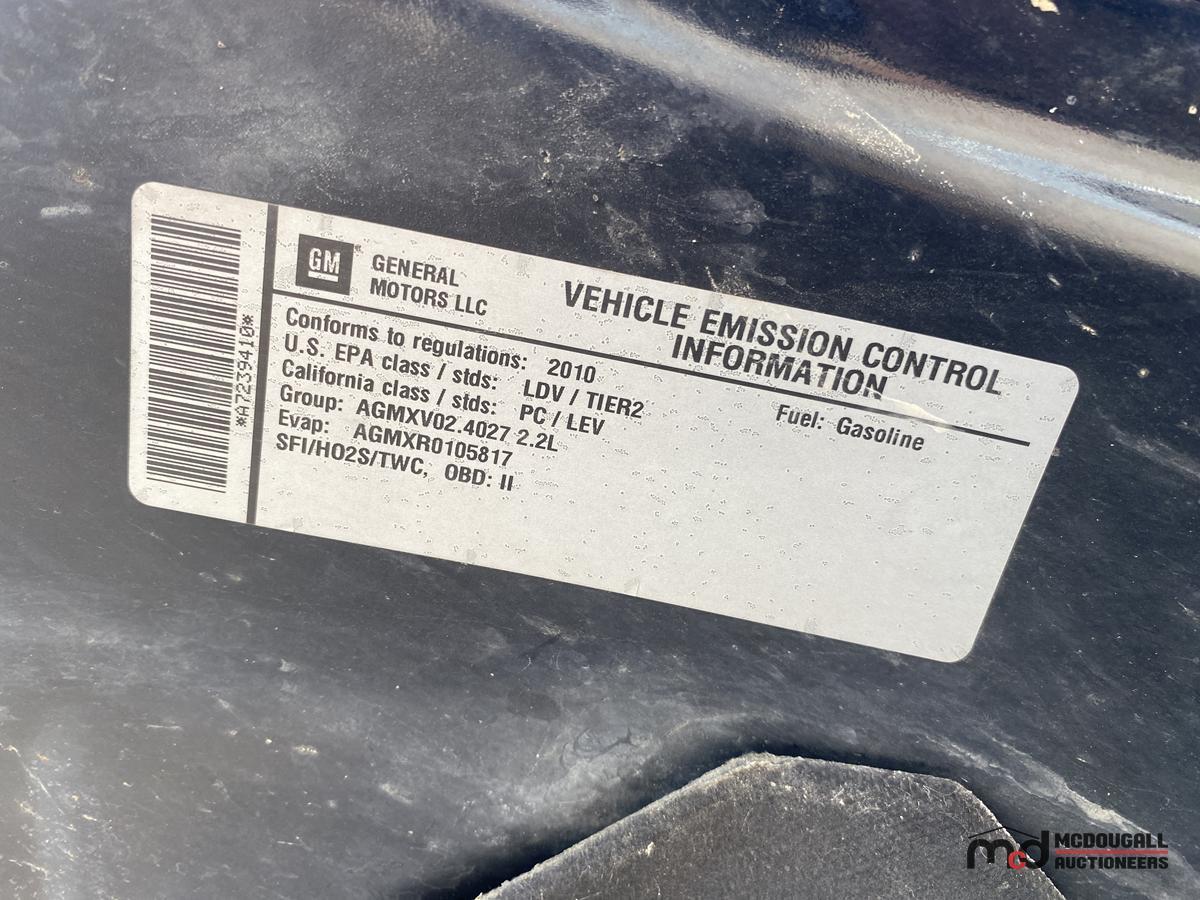 *A7239410*
GM
GENERAL
MOTORS LLC
VEHICLE EMISSION CONTROL
INFORMATION
Conforms to regulations: 2010
U.S. EPA class / stds: LDV / TIER2
California class / stds: PC / LEV
Group: AGMXV02.4027 2.2L
Evap: AGMXR0105817
SFI/HO2S/TWC, OBD: II
Fuel: Gasoline
mcd MCDOUGALL
AUCTIONEERS